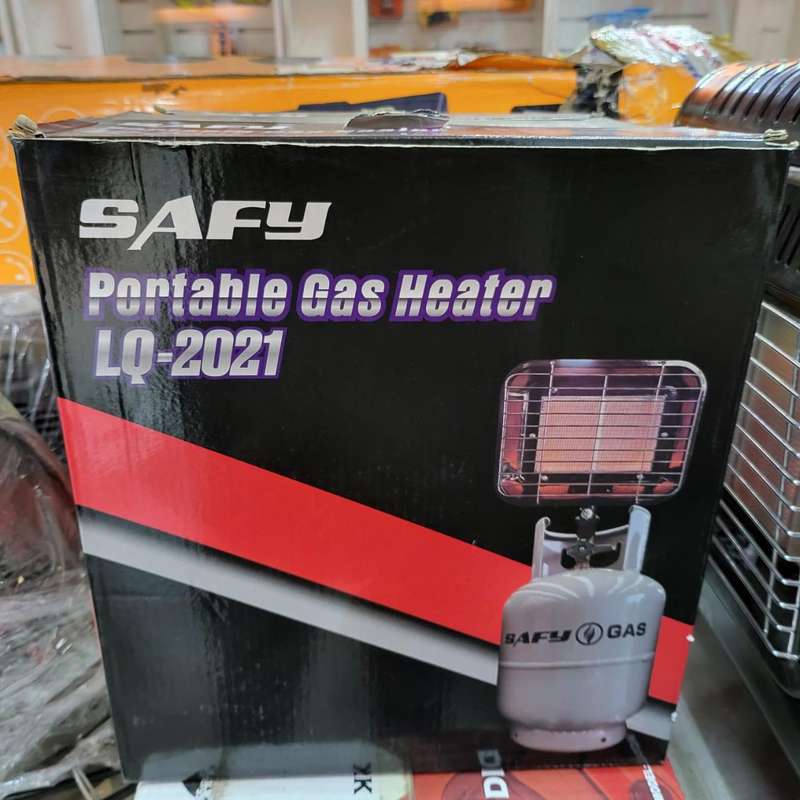 SAFY
Portable Gas Heater
LQ-2021
SAFY GAS